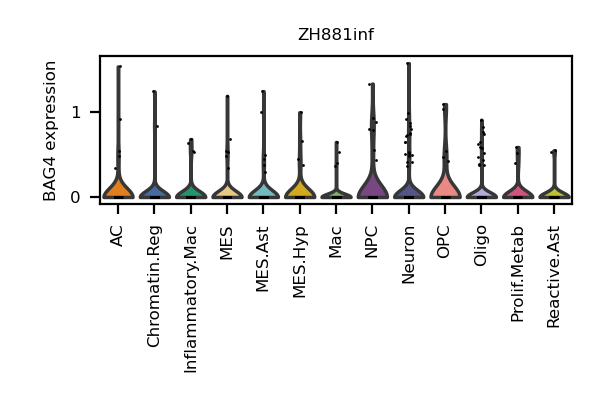 ZH881inf
BAG4 expression
1
0
AC
Chromatin.Reg
Inflammatory.Mac
MES
MES.Ast
MES.Hyp
Mac
NPC
Neuron
OPC
Oligo
Prolif.Metab
Reactive.Ast